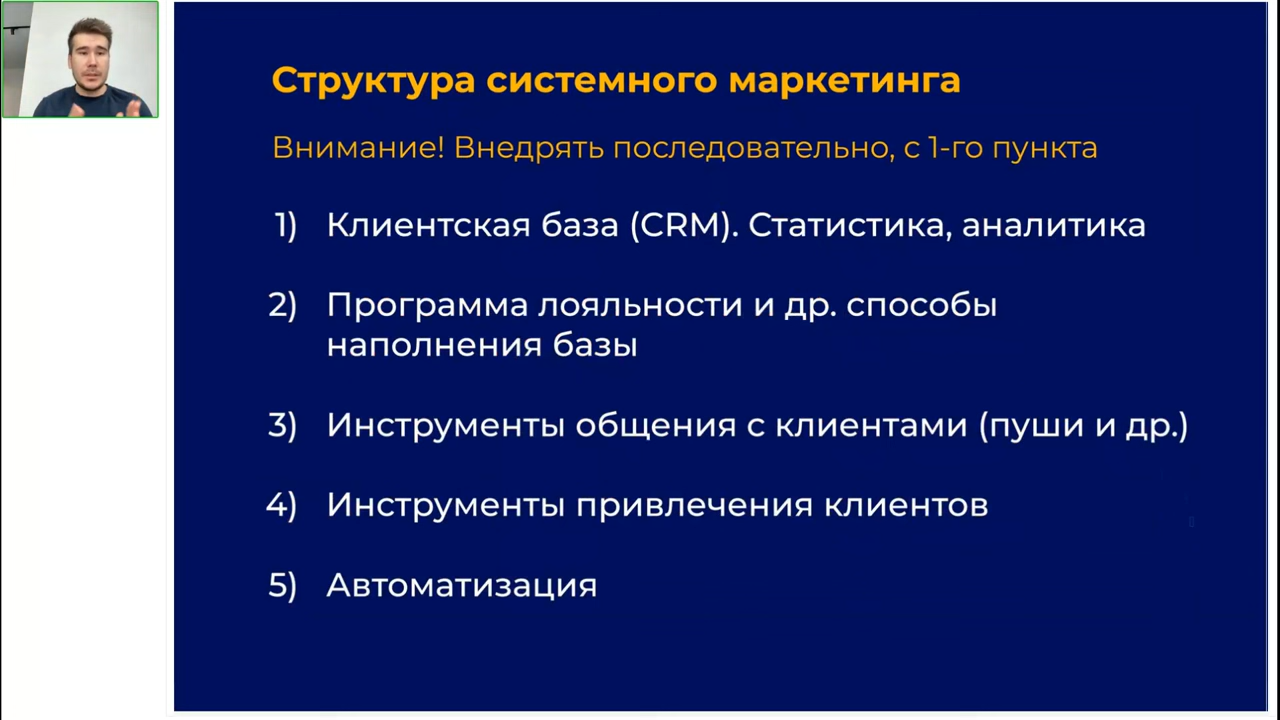 Структура системного маркетинга
Внимание! Внедрять последовательно, с 1-го пункта
1) Клиентская база (CRM). Статистика, аналитика
2) Программа лояльности и др. способы
наполнения базы
3) Инструменты общения с клиентами (пуши и др.)
4) Инструменты привлечения клиентов
5) Автоматизация